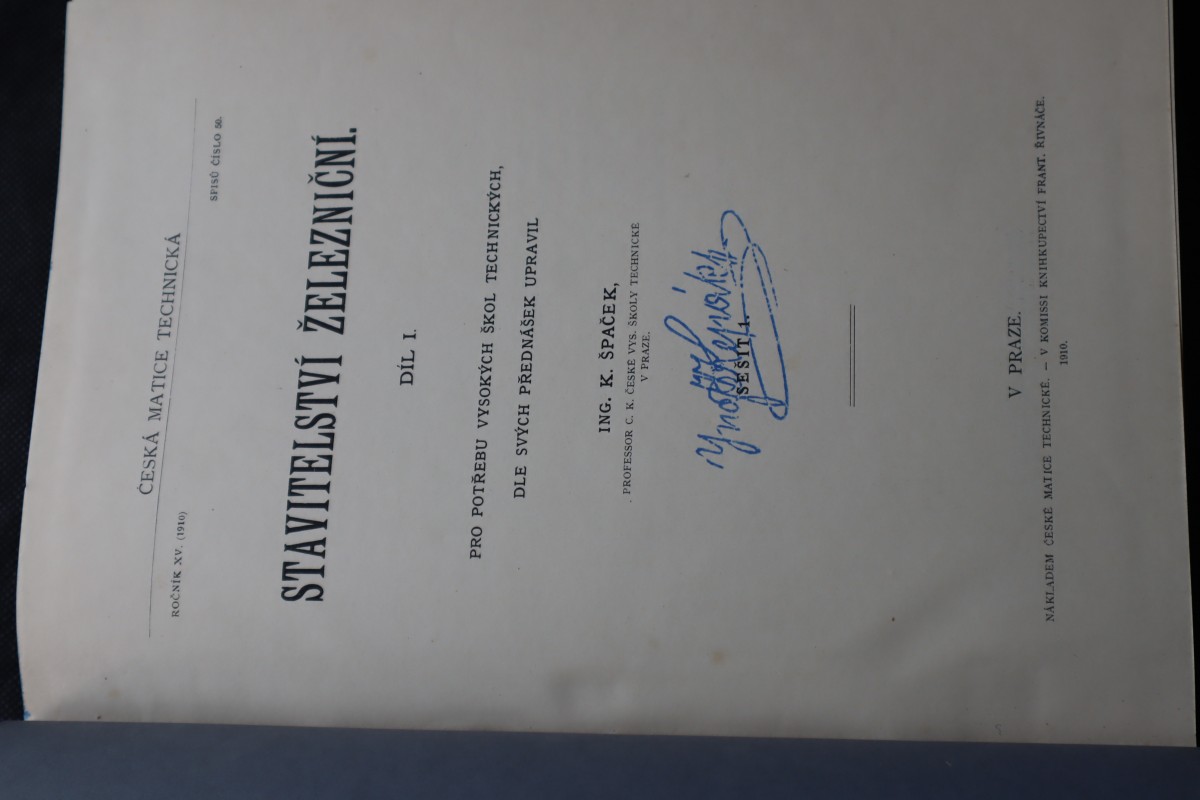 ČESKÁ MATICE TECHNICKÁ
ROČNÍK XV. (1910) SPISŮ ČÍSLO 50.
STAVITELSTVÍ ŽELEZNIČNÍ.
DÍL I.
PRO POTŘEBU VYSOKÝCH ŠKOL TECHNICKÝCH,
DLE SVÝCH PŘEDNÁŠEK UPRAVIL
ING. K. ŠPAČEK,
PROFESSOR C. K. ČESKÉ VYS. ŠKOLY TECHNICKÉ
V PRAZE.
SEŠIT 1.
V PRAZE.
NÁKLADEM ČESKÉ MATICE TECHNICKÉ. — V KOMISSI KNIHKUPECTVÍ FRANT. ŘIVNÁČE.
1910.